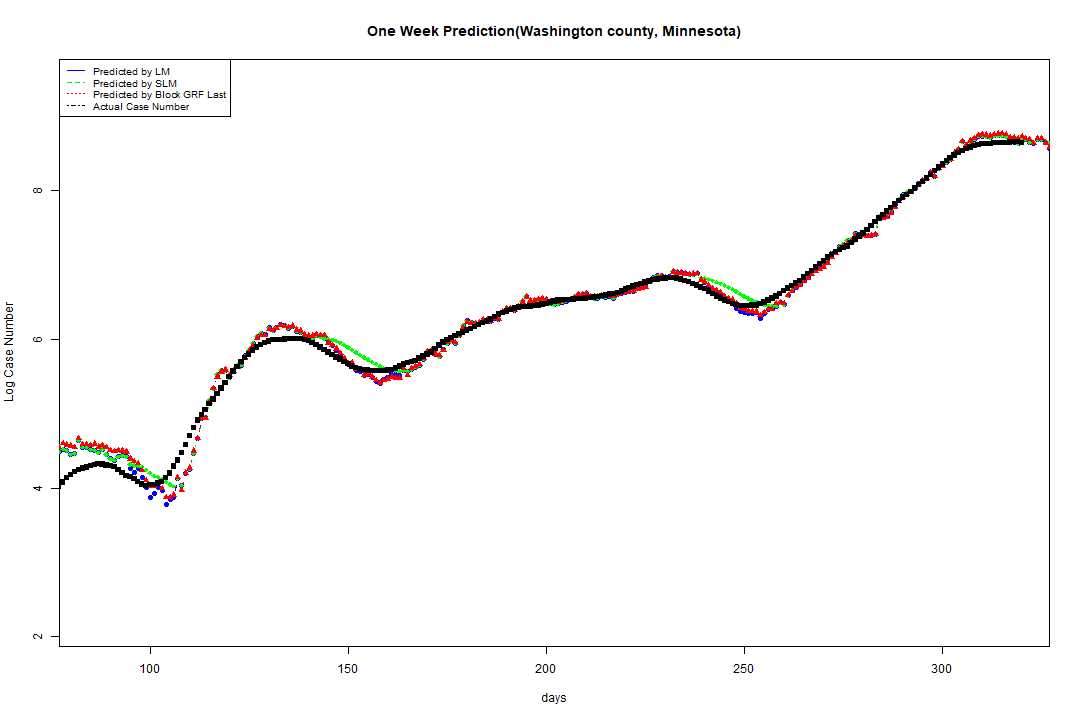 One Week Prediction(Washington county, Minnesota)
Predicted by LM
Predicted by SLM
Predicted by Block GRF Last
Actual Case Number
Log Case Number
8
6
4
2
100 150 200 250 300
days